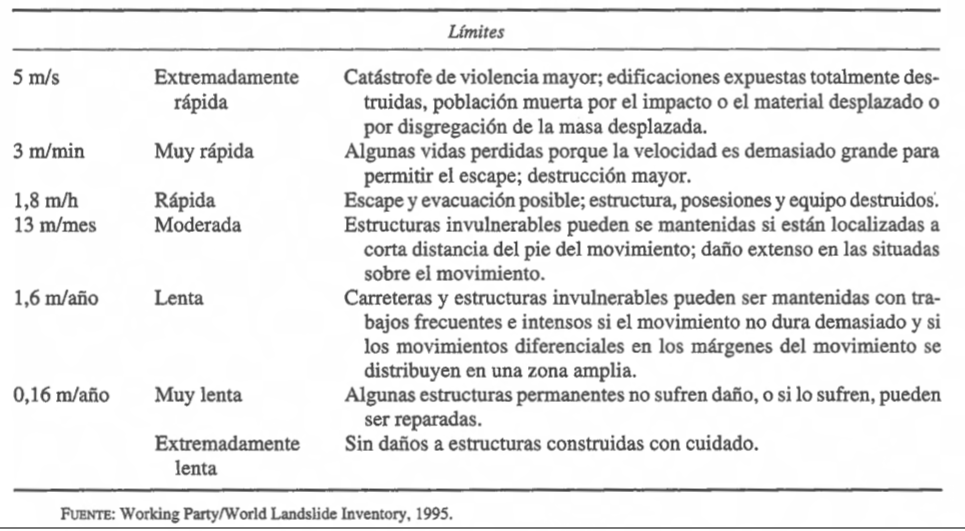 Límites
5 m/s Extremadamente Catástrofe de violencia mayor; edificaciones expuestas totalmente des-
rápida truidas, población muerta por el impacto o el material desplazado o
por disgregación de la masa desplazada.
3 m/min Muy rápida Algunas vidas perdidas porque la velocidad es demasiado grande para
permitir el escape; destrucción mayor.
1,8 m/h Rápida Escape y evacuación posible; estructura, posesiones y equipo destruidos.
13 m/mes Moderada Estructuras invulnerables pueden se mantenidas si están localizadas a
corta distancia del pie del movimiento; daño extenso en las situadas
sobre el movimiento.
1,6 m/año Lenta Carreteras y estructuras invulnerables pueden ser mantenidas con tra-
bajos frecuentes e intensos si el movimiento no dura demasiado y si
los movimientos diferenciales en los márgenes del movimiento se
distribuyen en una zona amplia.
0,16 m/año Muy lenta Algunas estructuras permanentes no sufren daño, o si lo sufren, pueden
ser reparadas.
Extremadamente Sin daños a estructuras construidas con cuidado.
lenta
FUENTE: Working Party/World Landslide Inventory, 1995.